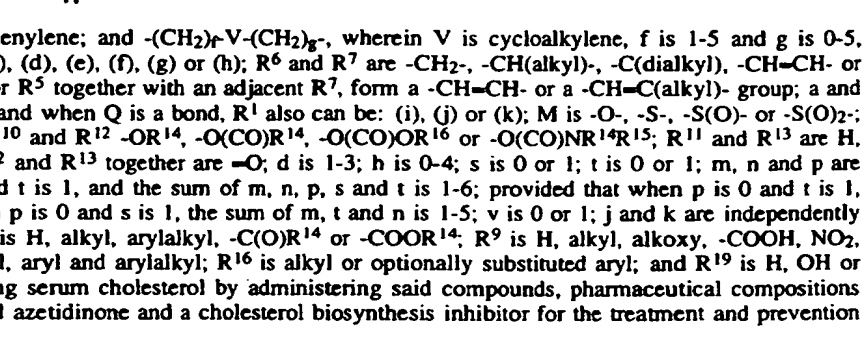 enylene; and -(CH2)f-V-(CH2)g-, wherein V is cycloalkylene, f is 1-5 and g is 0-5,
), (d), (e), (f), (g) or (h); R⁶ and R⁷ are -CH2-, -CH(alkyl)-, -C(dialkyl), -CH=CH- or
r R⁵ together with an adjacent R⁷, form a -CH=CH- or a -CH=C(alkyl)- group; a and
and when Q is a bond, R¹ also can be: (i), (j) or (k); M is -O-, -S-, -S(O)- or -S(O)2-;
10 and R¹² -OR¹⁴, -O(CO)R¹⁴, -O(CO)OR¹⁶ or -O(CO)NR¹⁴R¹⁵; R¹¹ and R¹³ are H,
2 and R¹³ together are =O; d is 1-3; h is 0-4; s is 0 or 1; t is 0 or 1; m, n and p are
d t is 1, and the sum of m, n, p, s and t is 1-6; provided that when p is 0 and t is 1,
p is 0 and s is 1, the sum of m, t and n is 1-5; v is 0 or 1; j and k are independently
is H, alkyl, arylalkyl, -C(O)R¹⁴ or -COOR¹⁴; R⁹ is H, alkyl, alkoxy, -COOH, NO2,
l, aryl and arylalkyl; R¹⁶ is alkyl or optionally substituted aryl; and R¹⁹ is H, OH or
ng serum cholesterol by administering said compounds, pharmaceutical compositions
l azetidinone and a cholesterol biosynthesis inhibitor for the treatment and prevention